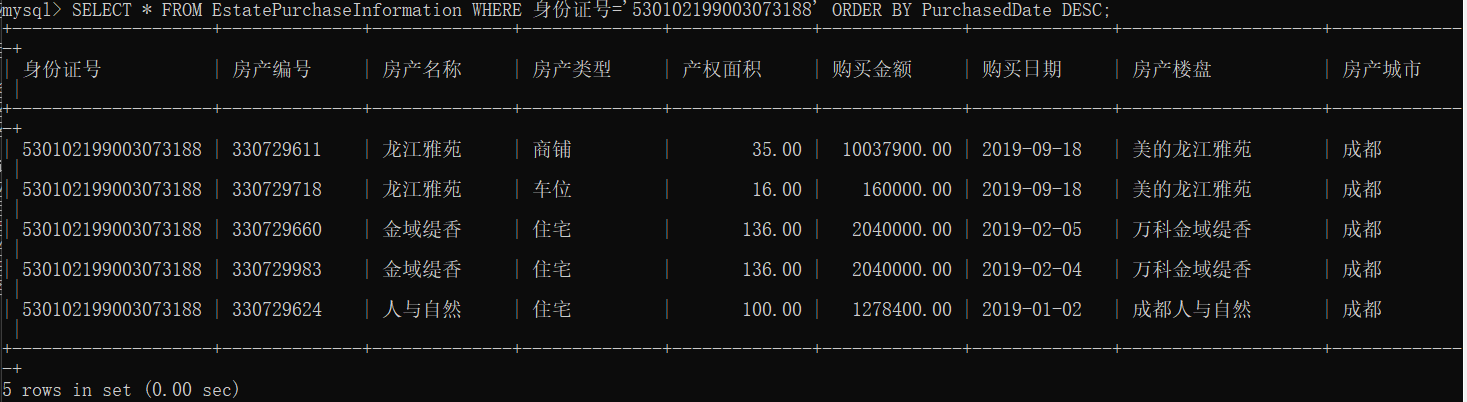 mysql> SELECT * FROM EstatePurchaseInformation WHERE 身份证号='530102199003073188' ORDER BY PurchasedDate DESC;
| 身份证号 | 房产编号 | 房产名称 | 房产类型 | 产权面积 | 购买金额 | 购买日期 | 房产楼盘 | 房产城市 |
| 530102199003073188 | 330729611 | 龙江雅苑 | 商铺 | 35.00 | 10037900.00 | 2019-09-18 | 美的龙江雅苑 | 成都 |
| 530102199003073188 | 330729718 | 龙江雅苑 | 车位 | 16.00 | 160000.00 | 2019-09-18 | 美的龙江雅苑 | 成都 |
| 530102199003073188 | 330729660 | 金域缇香 | 住宅 | 136.00 | 2040000.00 | 2019-02-05 | 万科金域缇香 | 成都 |
| 530102199003073188 | 330729983 | 金域缇香 | 住宅 | 136.00 | 2040000.00 | 2019-02-04 | 万科金域缇香 | 成都 |
| 530102199003073188 | 330729624 | 人与自然 | 住宅 | 100.00 | 1278400.00 | 2019-01-02 | 成都人与自然 | 成都 |
5 rows in set (0.00 sec)